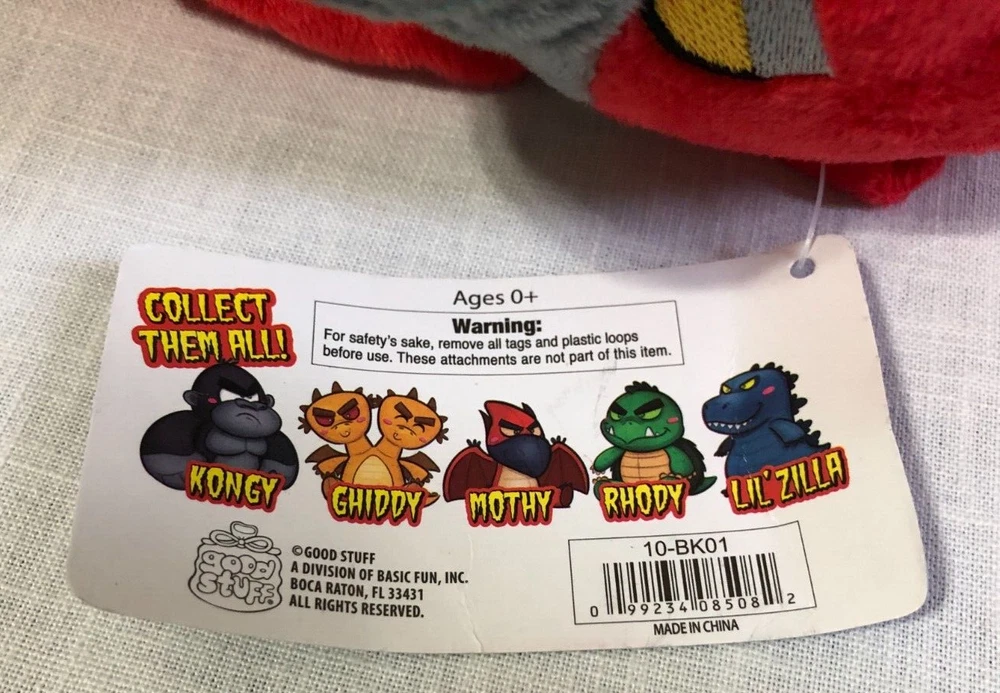 COLLECT
THEM ALL!
Ages 0+
Warning:
For safety's sake, remove all tags and plastic loops
before use. These attachments are not part of this item.
KONGY
GHIDDY
MOTHY
RHODY
LIL'ZILLA
good
stuff
©GOOD STUFF
A DIVISION OF BASIC FUN, INC.
BOCA RATON, FL 33431
ALL RIGHTS RESERVED.
10-BK01
0 99234 08508 2
MADE IN CHINA